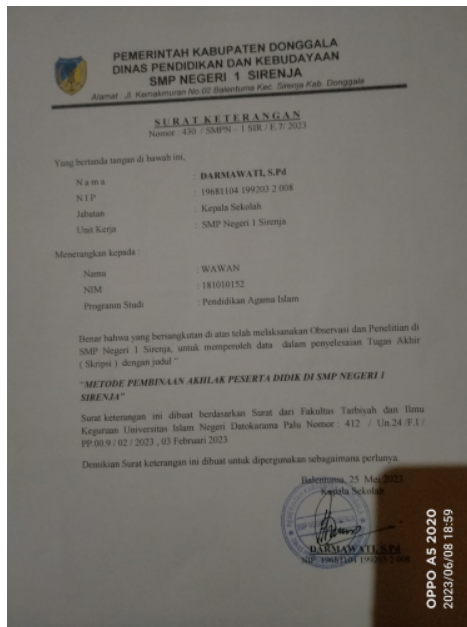 PEMERINTAH KABUPATEN DONGGALA
DINAS PENDIDIKAN DAN KEBUDAYAAN
SMP NEGERI 1 SIRENJA
Alamat : Jl. Kemakmuran No.02 Balentuma Kec. Sirenja Kab. Donggala
SURAT KETERANGAN
Nomor : 430 / SMPN – 1 SIR / E.7/ 2023
Yang bertanda tangan di bawah ini,
N a m a : DARMAWATI, S.Pd
N I P : 19681104 199203 2 008
Jabatan : Kepala Sekolah
Unit Kerja : SMP Negeri 1 Sirenja
Menerangkan kepada :
Nama : WAWAN
NIM : 181010152
Program Studi : Pendidikan Agama Islam
Benar bahwa yang bersangkutan di atas telah melaksanakan Observasi dan Penelitian di
SMP Negeri 1 Sirenja, untuk memperoleh data dalam penyelesaian Tugas Akhir
( Skripsi ) dengan judul "
"METODE PEMBINAAN AKHLAK PESERTA DIDIK DI SMP NEGERI 1
SIRENJA"
Surat keterangan ini dibuat berdasarkan Surat dari Fakultas Tarbiyah dan Ilmu
Keguruan Universitas Islam Negeri Datokarama Palu Nomor : 412 / Un.24 /F.I /
PP.00.9 / 02 / 2023 , 03 Februari 2023
Demikian Surat keterangan ini dibuat untuk dipergunakan sebagaimana perlunya.
Balentuma, 25 Mei 2023
Kepala Sekolah
DARMAWATI, S.Pd
NIP. 19681104 199203 2 008
OPPO A5 2020
2023/06/08 18:59